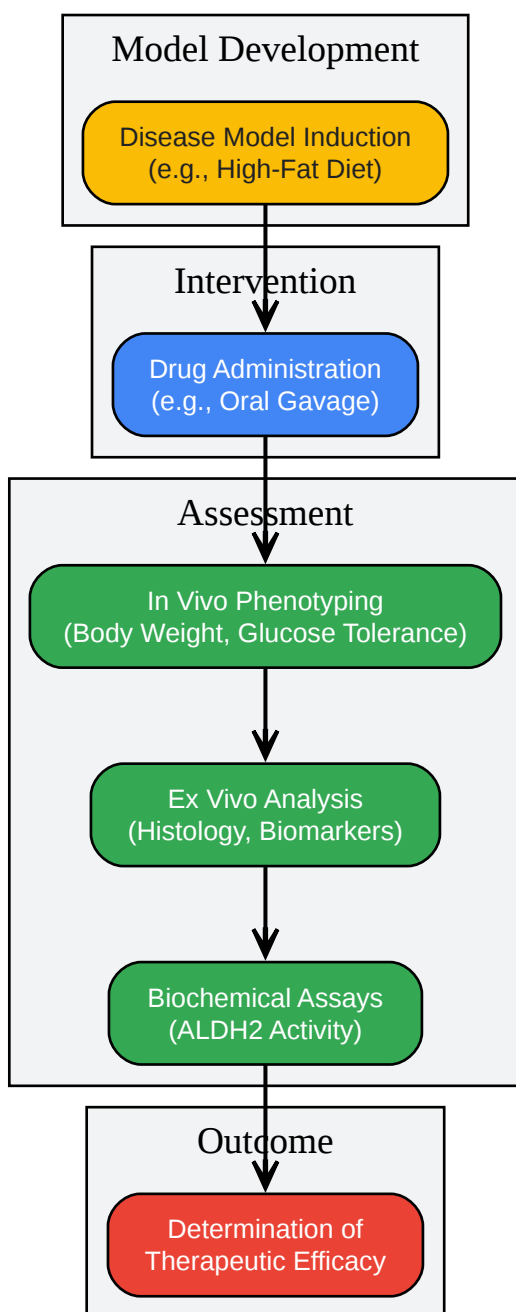 Model Development
Disease Model Induction
(e.g., High-Fat Diet)
Intervention
Drug Administration
(e.g., Oral Gavage)
Assessment
In Vivo Phenotyping
(Body Weight, Glucose Tolerance)
Ex Vivo Analysis
(Histology, Biomarkers)
Biochemical Assays
(ALDH2 Activity)
Outcome
Determination of
Therapeutic Efficacy